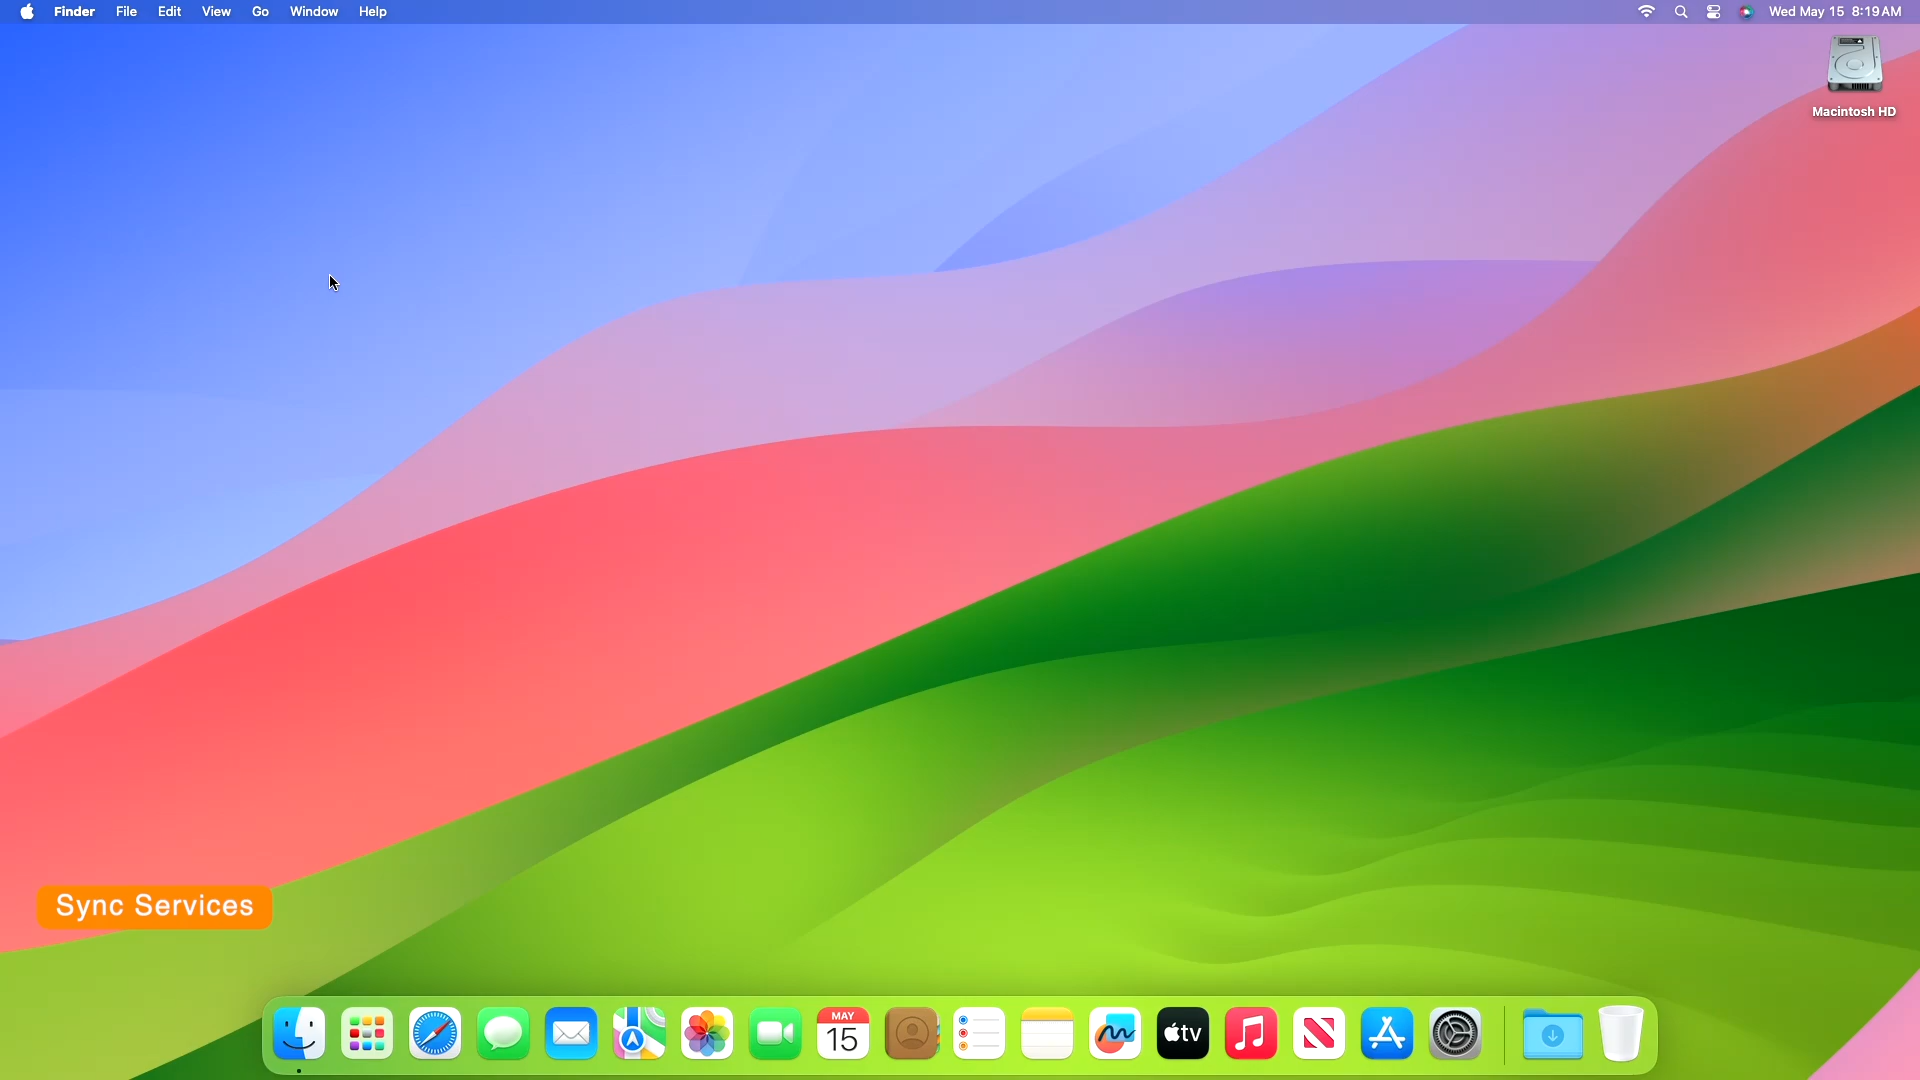 Finder File Edit View Go Window Help
Wed May 15 8:19 AM
Macintosh HD
Sync Services
MAY
15
tv